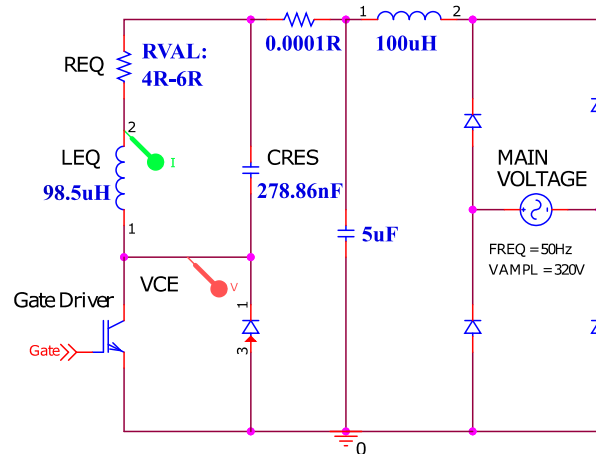 RVAL:
4R-6R
REQ
0.0001R
1
2
100uH
2
I
LEQ
98.5uH
1
CRES
278.86nF
MAIN
VOLTAGE
5uF
FREQ = 50Hz
VAMPL = 320V
VCE
V
Gate Driver
Gate
1
3
0